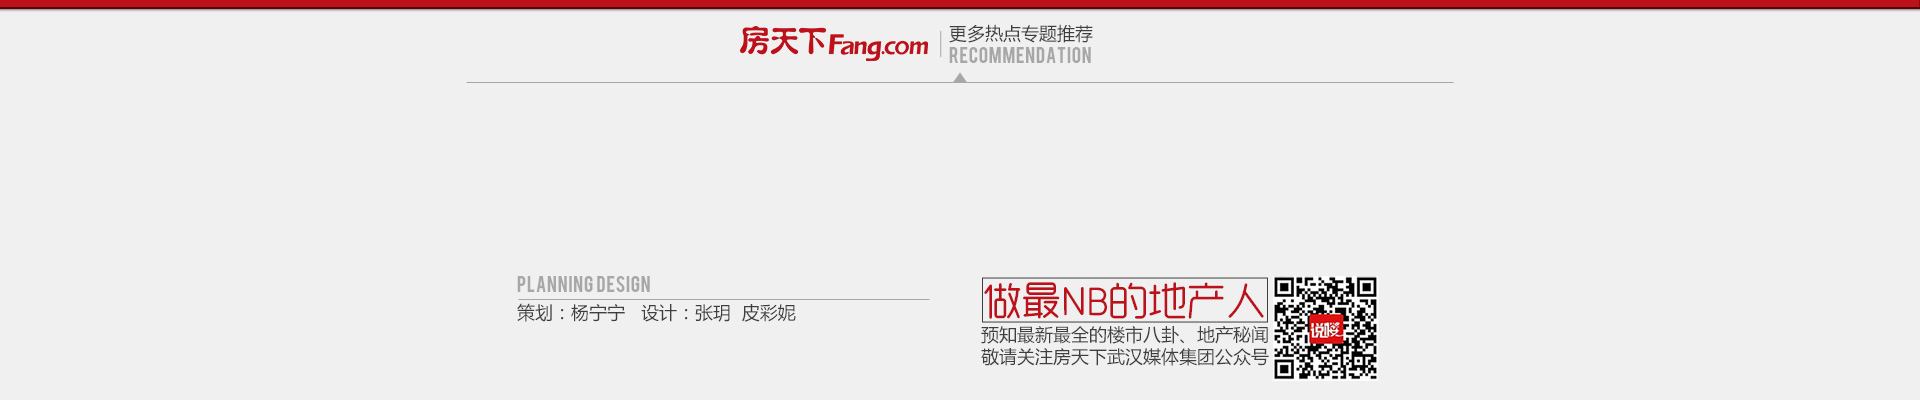 房天下Fang.com
更多热点专题推荐
RECOMMENDATION
PLANNING DESIGN
策划：杨宁宁 设计：张玥 皮彩妮
做最NB的地产人
预知最新最全的楼市八卦、地产秘闻
敬请关注房天下武汉媒体集团公众号
说楼